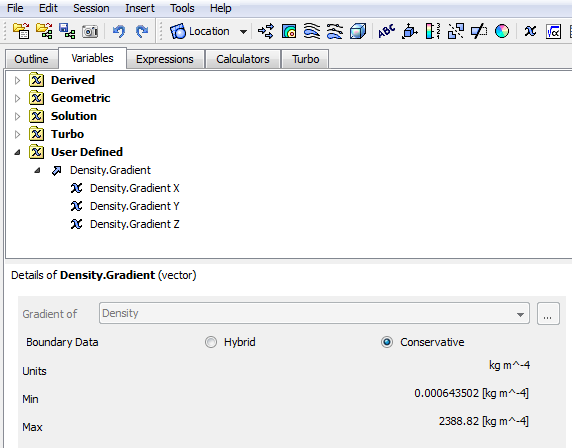 File Edit Session Insert Tools Help
Location
Outline Variables Expressions Calculators Turbo
Derived
Geometric
Solution
Turbo
User Defined
Density.Gradient
Density.Gradient X
Density.Gradient Y
Density.Gradient Z
Details of Density.Gradient (vector)
Gradient of Density ...
Boundary Data Hybrid Conservative
Units kg m^-4
Min 0.000643502 [kg m^-4]
Max 2388.82 [kg m^-4]